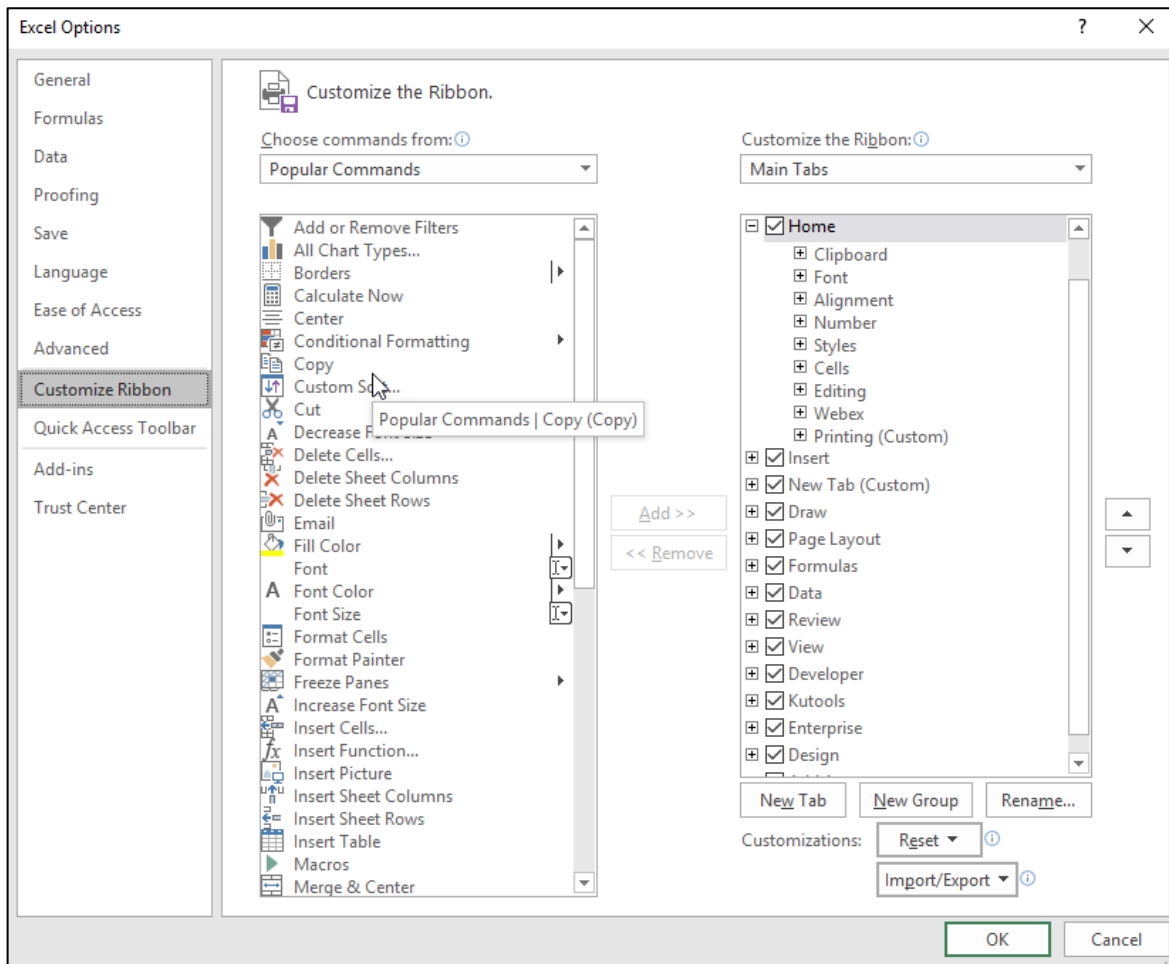 Excel Options
?
General
Formulas
Data
Proofing
Save
Language
Ease of Access
Advanced
Customize Ribbon
Quick Access Toolbar
Add-ins
Trust Center
Customize the Ribbon.
Choose commands from:
Popular Commands
Add or Remove Filters
All Chart Types...
Borders
Calculate Now
Center
Conditional Formatting
Copy
Custom
Cut
Popular Commands | Copy (Copy)
Decrease
Delete Cells...
Delete Sheet Columns
Delete Sheet Rows
Email
Fill Color
Font
Font Color
Font Size
Format Cells
Format Painter
Freeze Panes
Increase Font Size
Insert Cells...
Insert Function...
Insert Picture
Insert Sheet Columns
Insert Sheet Rows
Insert Table
Macros
Merge & Center
Add >>
<< Remove
Customize the Ribbon:
Main Tabs
Home
Clipboard
Font
Alignment
Number
Styles
Cells
Editing
Webex
Printing (Custom)
Insert
New Tab (Custom)
Draw
Page Layout
Formulas
Data
Review
View
Developer
Kutools
Enterprise
Design
New Tab
New Group
Rename...
Customizations:
Reset
Import/Export
OK
Cancel